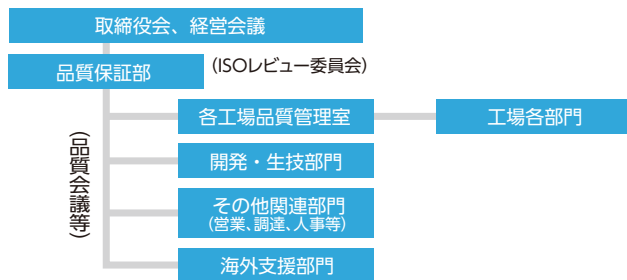 取締役会、経営会議
品質保証部
(ISOレビュー委員会)
各工場品質管理室
工場各部門
(品質会議等)
開発・生技部門
その他関連部門
(営業、調達、人事等)
海外支援部門